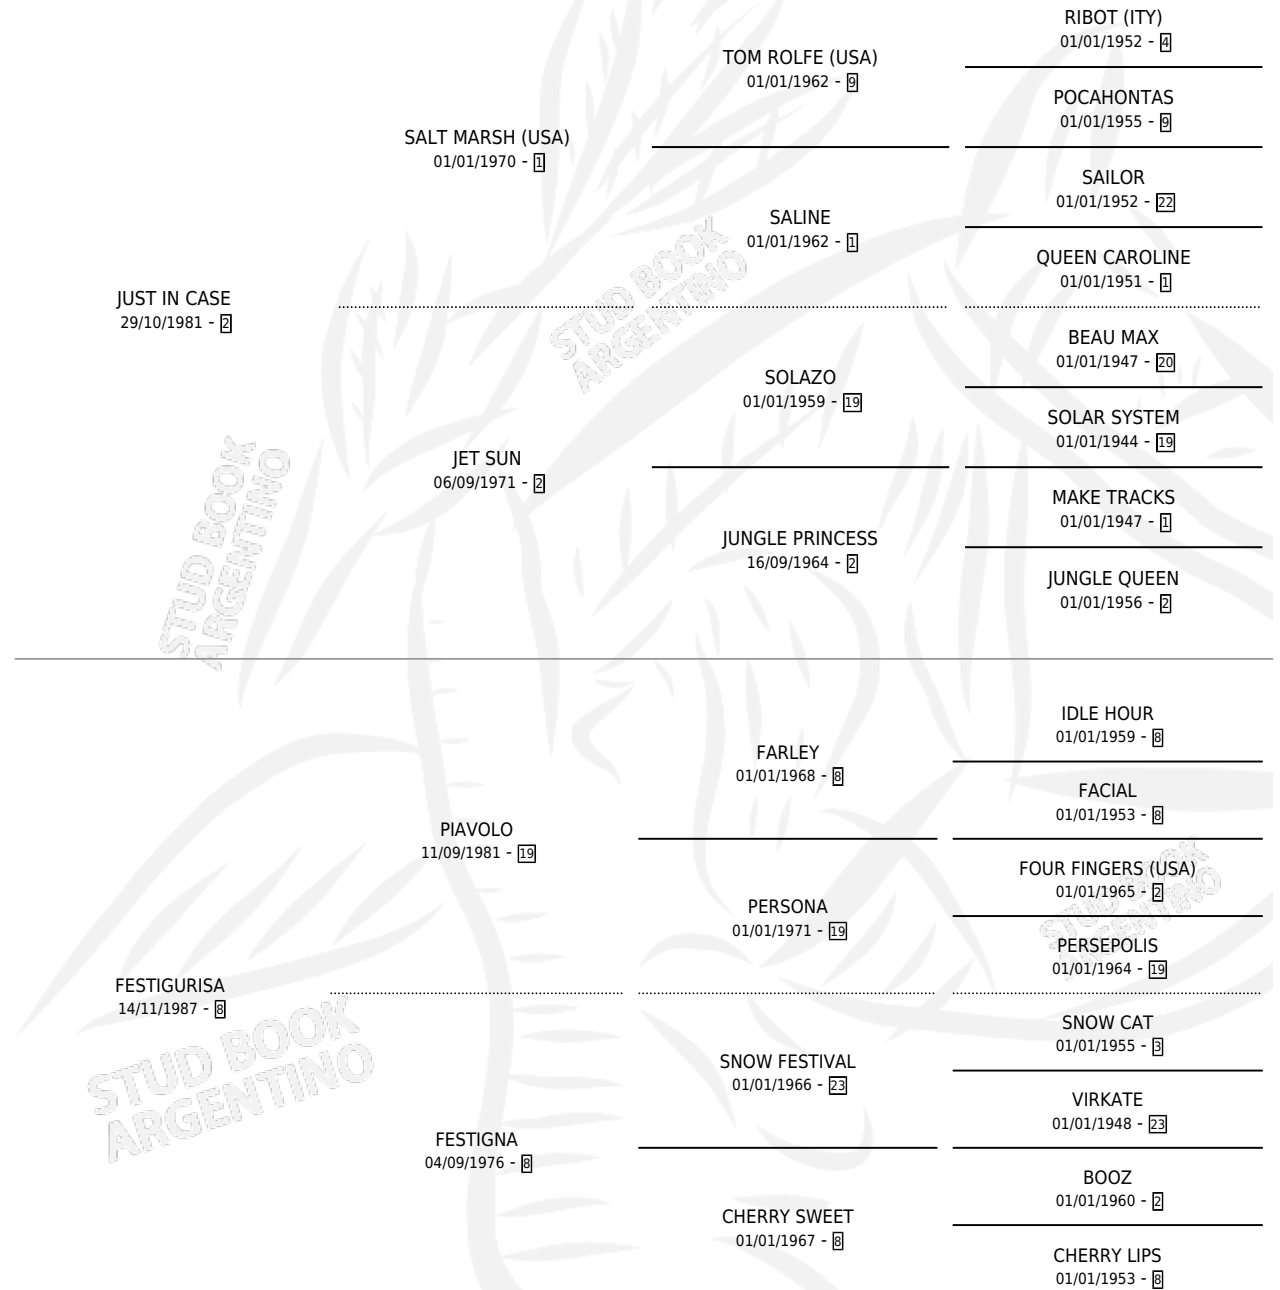 RIBOT (ITY)
01/01/1952 - 4
TOM ROLFE (USA)
01/01/1962 - 9
POCAHONTAS
01/01/1955 - 9
SALT MARSH (USA)
01/01/1970 - 1
SAILOR
01/01/1952 - 22
SALINE
01/01/1962 - 1
QUEEN CAROLINE
01/01/1951 - 1
JUST IN CASE
29/10/1981 - 2
BEAU MAX
01/01/1947 - 20
SOLAZO
01/01/1959 - 19
SOLAR SYSTEM
01/01/1944 - 19
JET SUN
06/09/1971 - 2
MAKE TRACKS
01/01/1947 - 1
JUNGLE PRINCESS
16/09/1964 - 2
JUNGLE QUEEN
01/01/1956 - 2
STUD BOOK
ARGENTINO
STUD BOOK
ARGENTINO
IDLE HOUR
01/01/1959 - 8
FARLEY
01/01/1968 - 8
FACIAL
01/01/1953 - 8
PIAVOLO
11/09/1981 - 19
FOUR FINGERS (USA)
01/01/1965 - 2
PERSONA
01/01/1971 - 19
PERSEPOLIS
01/01/1964 - 19
FESTIGURISA
14/11/1987 - 8
SNOW CAT
01/01/1955 - 3
SNOW FESTIVAL
01/01/1966 - 23
VIRKATE
01/01/1948 - 23
FESTIGNA
04/09/1976 - 8
BOOZ
01/01/1960 - 2
CHERRY SWEET
01/01/1967 - 8
CHERRY LIPS
01/01/1953 - 8
STUD BOOK
ARGENTINO
STUD BOOK
ARGENTINO